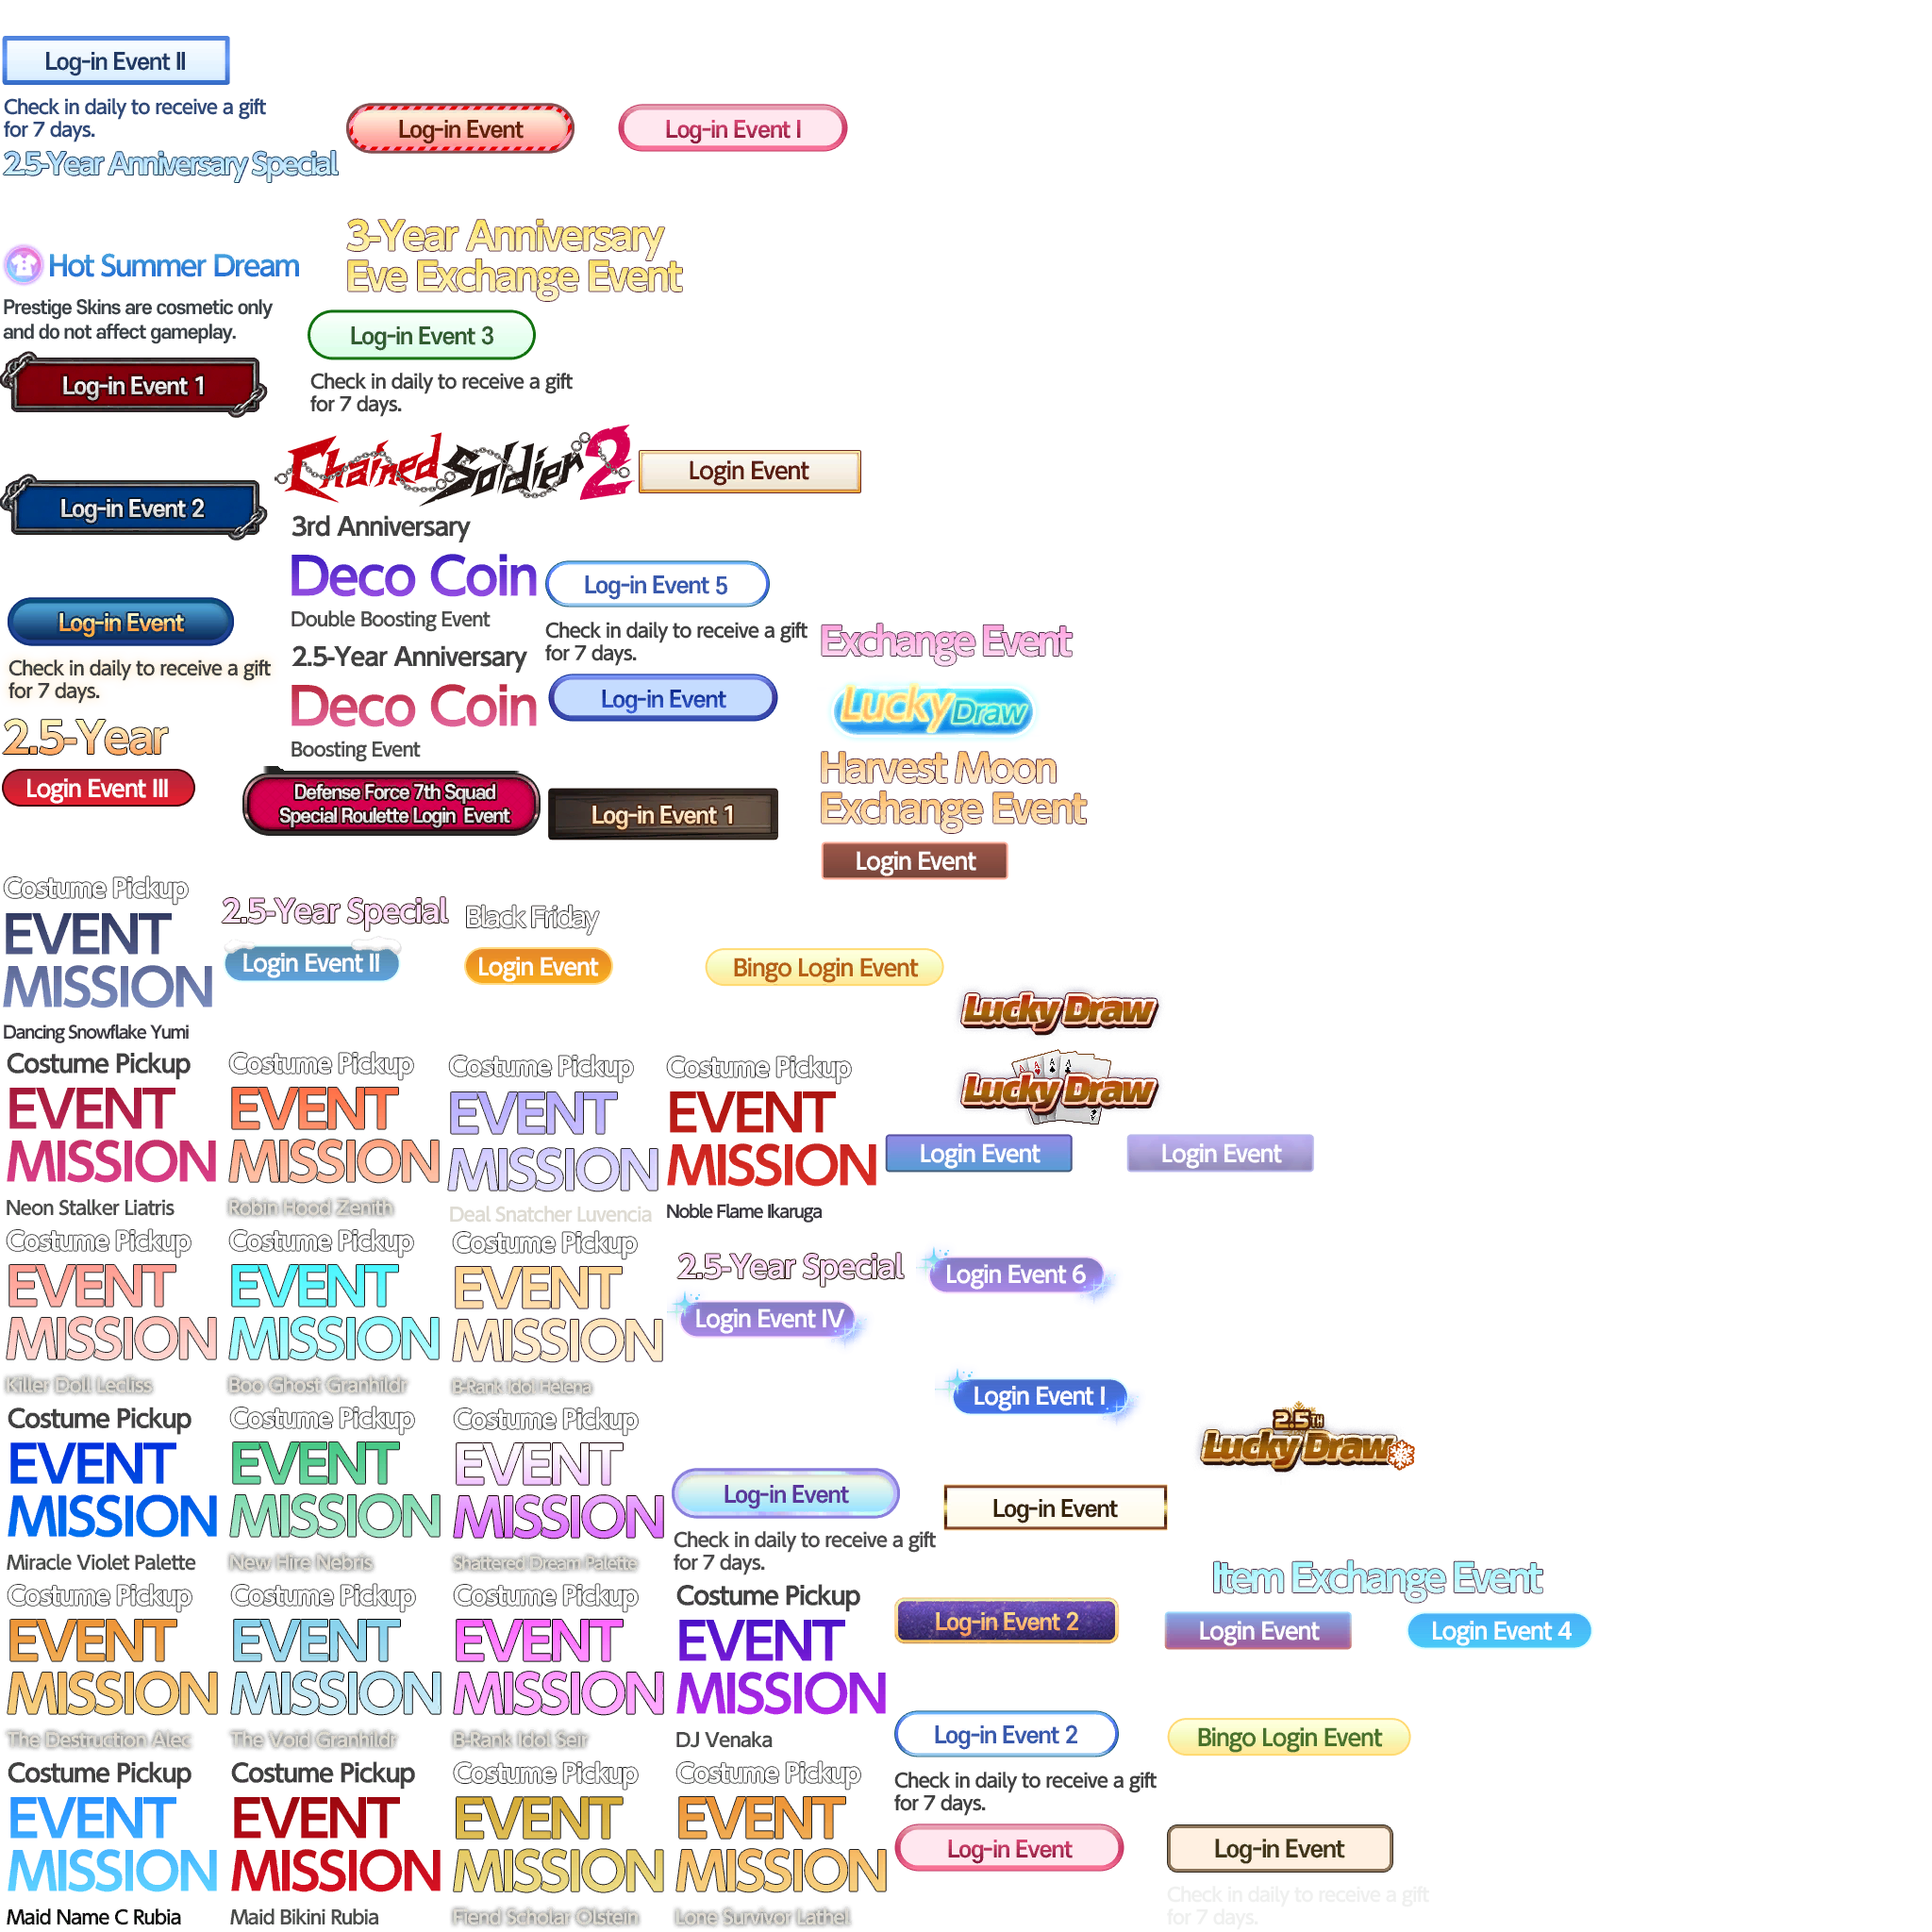 Log-in Event II
Check in daily to receive a gift
for 7 days.
2.5-Year Anniversary Special
Log-in Event
Log-in Event I
Hot Summer Dream
Prestige Skins are cosmetic only
and do not affect gameplay.
3-Year Anniversary
Eve Exchange Event
Log-in Event 3
Check in daily to receive a gift
for 7 days.
Log-in Event 1
Chained Soldier 2
Login Event
Log-in Event 2
3rd Anniversary
Deco Coin
Double Boosting Event
Log-in Event 5
Check in daily to receive a gift
for 7 days.
Log-in Event
Check in daily to receive a gift
for 7 days.
2.5-Year Anniversary
Deco Coin
Boosting Event
Log-in Event
Exchange Event
Lucky Draw
Harvest Moon
Exchange Event
Login Event
2.5-Year
Login Event III
Defense Force 7th Squad
Special Roulette Login Event
Log-in Event 1
Costume Pickup
EVENT
MISSION
Dancing Snowflake Yumi
2.5-Year Special
Login Event II
Black Friday
Login Event
Bingo Login Event
Lucky Draw
Lucky Draw
Login Event
Login Event
Costume Pickup
EVENT
MISSION
Neon Stalker Liatris
Costume Pickup
EVENT
MISSION
Robin Hood Zenith
Costume Pickup
EVENT
MISSION
Deal Snatcher Luvencia
Costume Pickup
EVENT
MISSION
Noble Flame Ikaruga
Costume Pickup
EVENT
MISSION
Killer Doll Lecliss
Costume Pickup
EVENT
MISSION
Boo Ghost Granhildr
Costume Pickup
EVENT
MISSION
B-Rank Idol Helena
2.5-Year Special
Login Event IV
Login Event 6
Login Event I
2.5TH
Lucky Draw
Costume Pickup
EVENT
MISSION
Miracle Violet Palette
Costume Pickup
EVENT
MISSION
New Hire Nebris
Costume Pickup
EVENT
MISSION
Shattered Dream Palette
Log-in Event
Check in daily to receive a gift
for 7 days.
Log-in Event
Item Exchange Event
Login Event
Login Event 4
Costume Pickup
EVENT
MISSION
The Destruction Alec
Costume Pickup
EVENT
MISSION
The Void Granhildr
Costume Pickup
EVENT
MISSION
B-Rank Idol Seir
Costume Pickup
EVENT
MISSION
DJ Venaka
Log-in Event 2
Log-in Event 2
Check in daily to receive a gift
for 7 days.
Bingo Login Event
Costume Pickup
EVENT
MISSION
Maid Name C Rubia
Costume Pickup
EVENT
MISSION
Maid Bikini Rubia
Costume Pickup
EVENT
MISSION
Fiend Scholar Olstein
Costume Pickup
EVENT
MISSION
Lone Survivor Lathel
Log-in Event
Log-in Event
Check in daily to receive a gift
for 7 days.